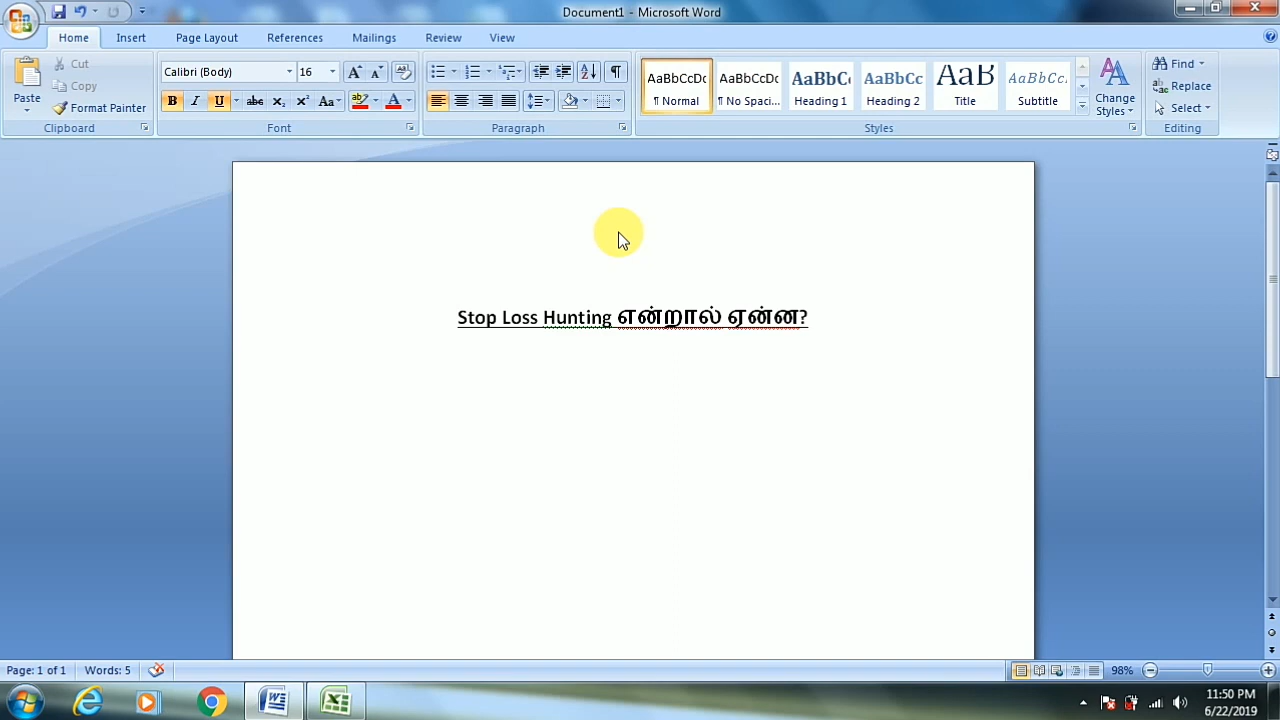 Document1 - Microsoft Word
Home Insert Page Layout References Mailings Review View
Paste
Cut
Copy
Format Painter
Clipboard
Calibri (Body) 16
Font
Paragraph
AaBbCcDc AaBbCcDc AaBbC AaBbCc AaB AaBbCc.
¶ Normal ¶ No Spaci... Heading 1 Heading 2 Title Subtitle
Change Styles
Styles
Find
Replace
Select
Editing
Stop Loss Hunting என்றால் ஏன்ன?
Page: 1 of 1 Words: 5 98%
11:50 PM
6/22/2019